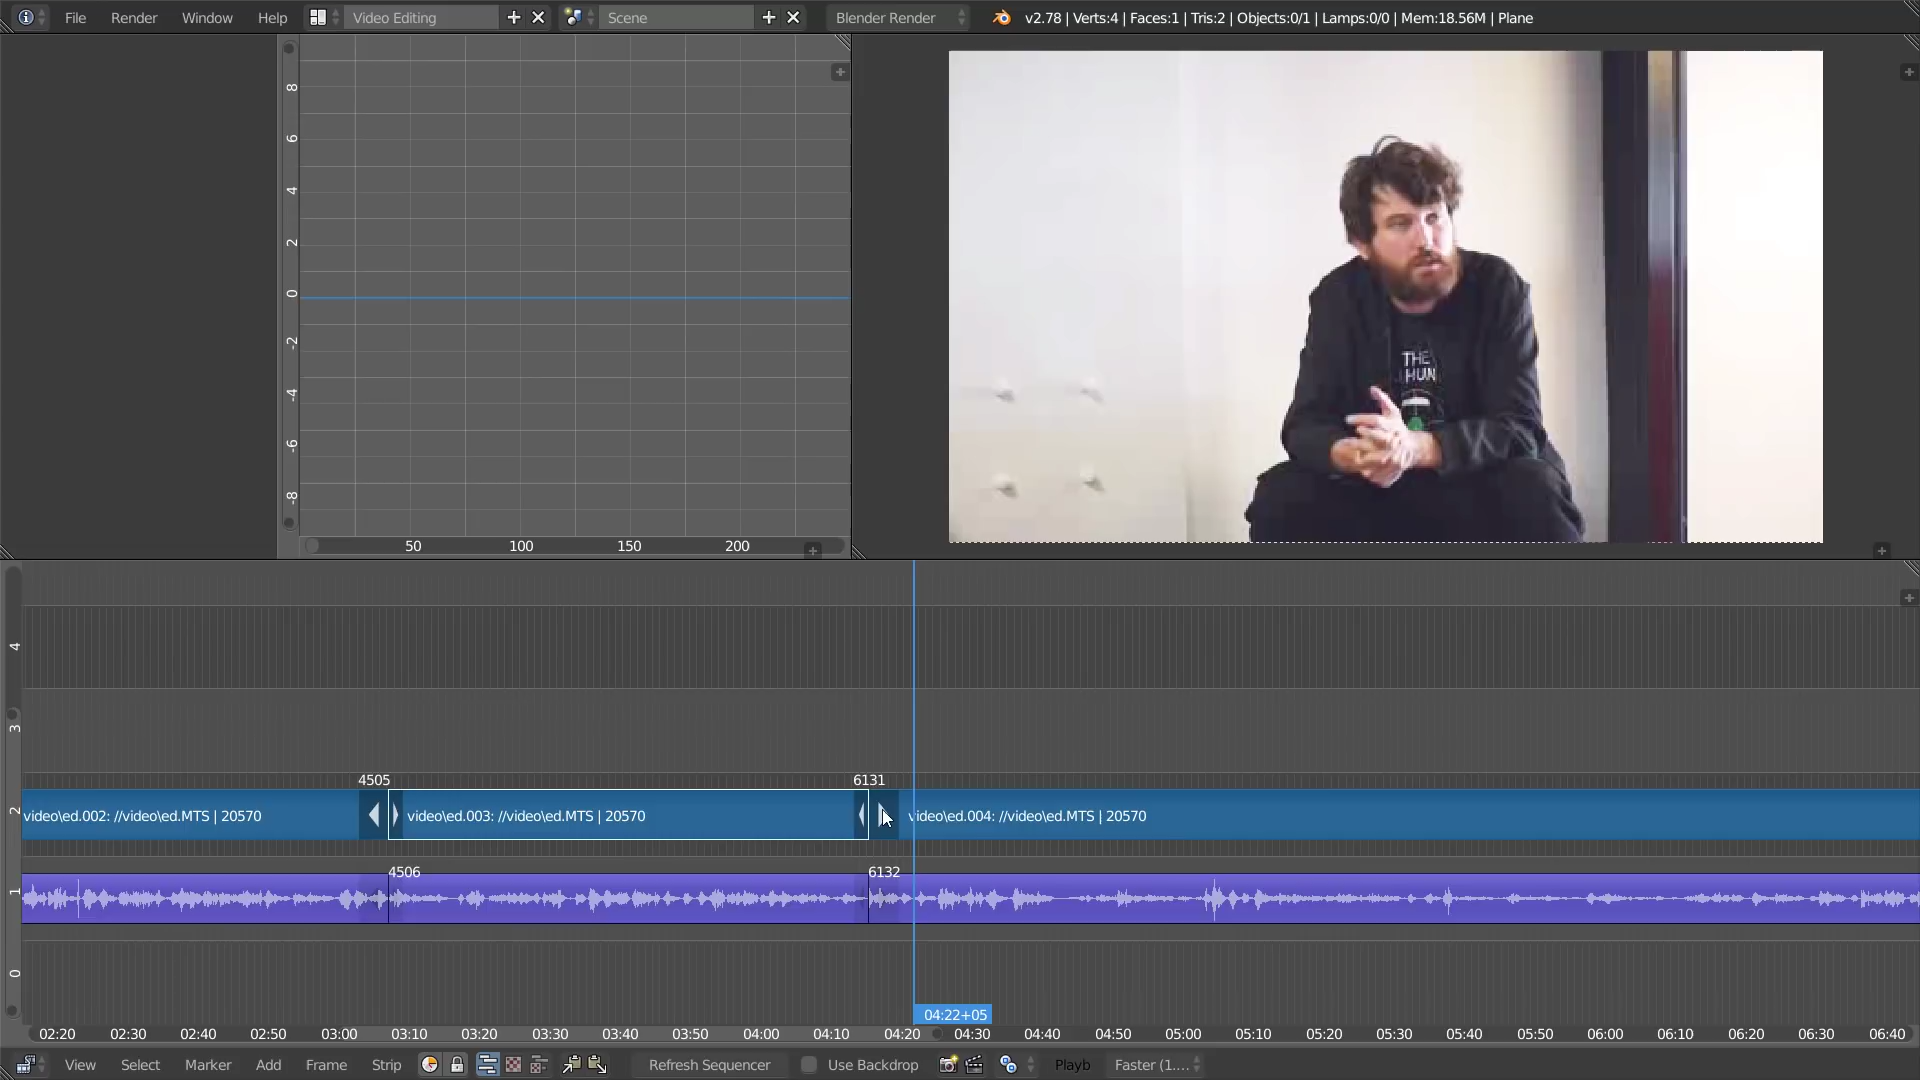 File Render Window Help Video Editing Scene Blender Render v2.78 | Verts:4 | Faces:1 | Tris:2 | Objects:0/1 | Lamps:0/0 | Mem:18.56M | Plane
8
6
4
2
0
-2
-4
-6
-8
50 100 150 200
THE
HUN
4
3
4505 6131
2
video\ed.002: //video\ed.MTS | 20570 video\ed.003: //video\ed.MTS | 20570 video\ed.004: //video\ed.MTS | 20570
4506 6132
1
0
04:22+05
02:20 02:30 02:40 02:50 03:00 03:10 03:20 03:30 03:40 03:50 04:00 04:10 04:20 04:30 04:40 04:50 05:00 05:10 05:20 05:30 05:40 05:50 06:00 06:10 06:20 06:30 06:40
View Select Marker Add Frame Strip Refresh Sequencer Use Backdrop Playb Faster (1....